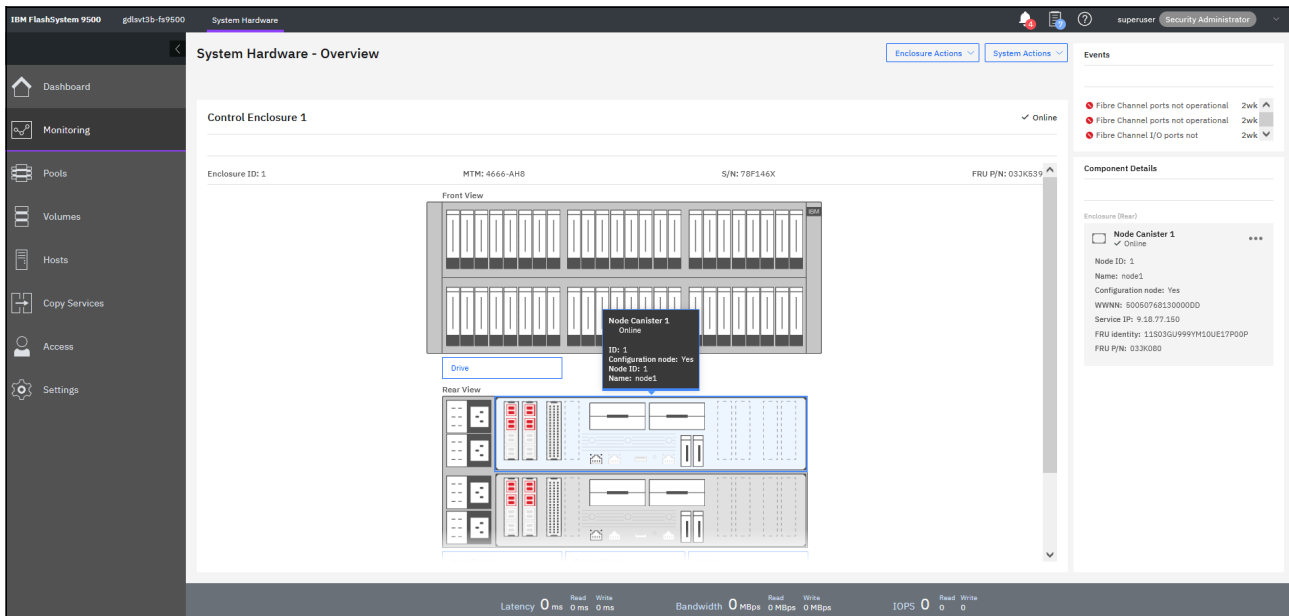 IBM FlashSystem 9500 gdlsvt3b-fs9500 System Hardware
4 7 superuser Security Administrator
Dashboard
Monitoring
Pools
Volumes
Hosts
Copy Services
Access
Settings
System Hardware - Overview
Enclosure Actions System Actions
Control Enclosure 1
Online
Enclosure ID: 1 MTM: 4666-AH8 S/N: 78F146X FRU P/N: 03JK539
Front View
IBM
Node Canister 1
Online
ID: 1
Configuration node: Yes
Node ID: 1
Name: node1
Drive
Rear View
Events
Fibre Channel ports not operational 2wk
Fibre Channel ports not operational 2wk
Fibre Channel I/O ports not 2wk
Component Details
Enclosure (Rear)
Node Canister 1
Online
Node ID: 1
Name: node1
Configuration node: Yes
WWNN: 50050768130000DD
Service IP: 9.18.77.150
FRU identity: 11S03GU999YM10UE17P00P
FRU P/N: 033K080
Latency 0 ms Read 0 ms Write 0 ms
Bandwidth 0 MBps Read 0 MBps Write 0 MBps
IOPS 0 Read 0 Write 0